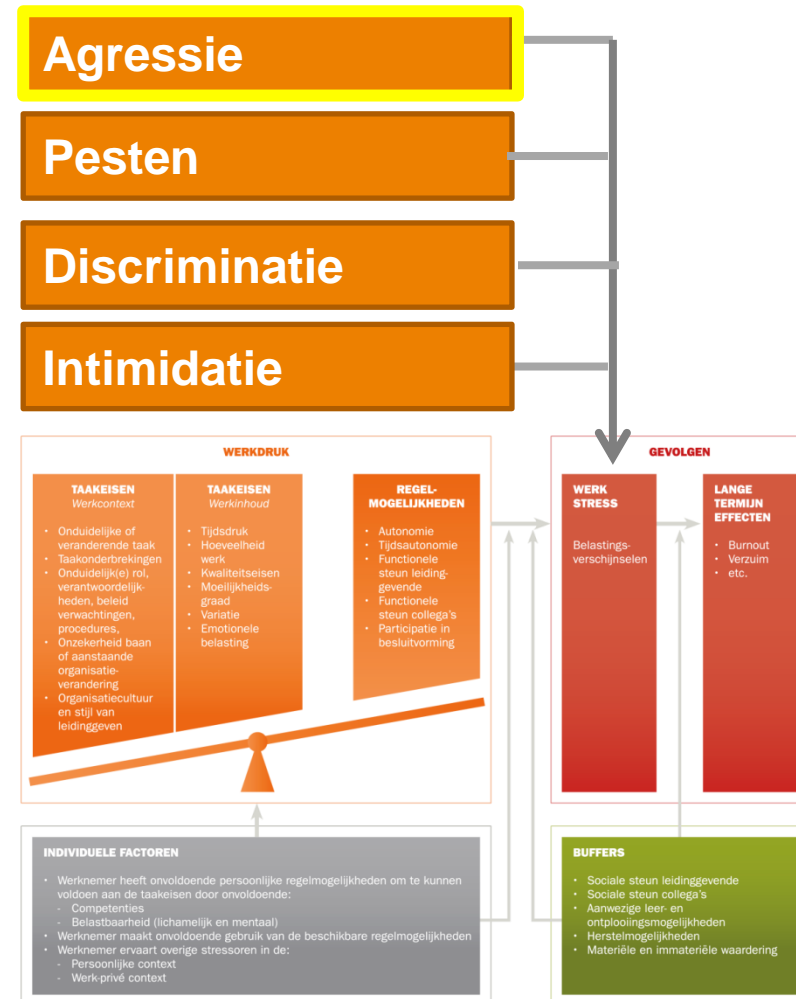 Agressie
Pesten
Discriminatie
Intimidatie
WERKDRUK
TAAKEISEN
Werkcontext
• Onduidelijke of
veranderende taak
• Taakonderbrekingen
• Onduidelijk(e) rol,
verantwoordelijk-
heden, beleid
verwachtingen,
procedures,
• Onzekerheid baan
of aanstaande
organisatie-
verandering
• Organisatiecultuur
en stijl van
leidinggeven
TAAKEISEN
Werkinhoud
• Tijdsdruk
• Hoeveelheid
werk
• Kwaliteitseisen
• Moeilijkheids-
graad
• Variatie
• Emotionele
belasting
REGEL-
MOGELIJKHEDEN
• Autonomie
• Tijdsautonomie
• Functionele
steun leiding-
gevende
• Functionele
steun collega's
• Participatie in
besluitvorming
GEVOLGEN
WERK
STRESS
Belastings-
verschijnselen
LANGE
TERMIJN
EFFECTEN
• Burnout
• Verzuim
• etc.
INDIVIDUELE FACTOREN
• Werknemer heeft onvoldoende persoonlijke regelmogelijkheden om te kunnen
voldoen aan de taakeisen door onvoldoende:
- Competenties
- Belastbaarheid (lichamelijk en mentaal)
• Werknemer maakt onvoldoende gebruik van de beschikbare regelmogelijkheden
• Werknemer ervaart overige stressoren in de:
- Persoonlijke context
- Werk-privé context
BUFFERS
• Sociale steun leidinggevende
• Sociale steun collega's
• Aanwezige leer- en
ontplooiingsmogelijkheden
• Herstelmogelijkheden
• Materiële en immateriële waardering